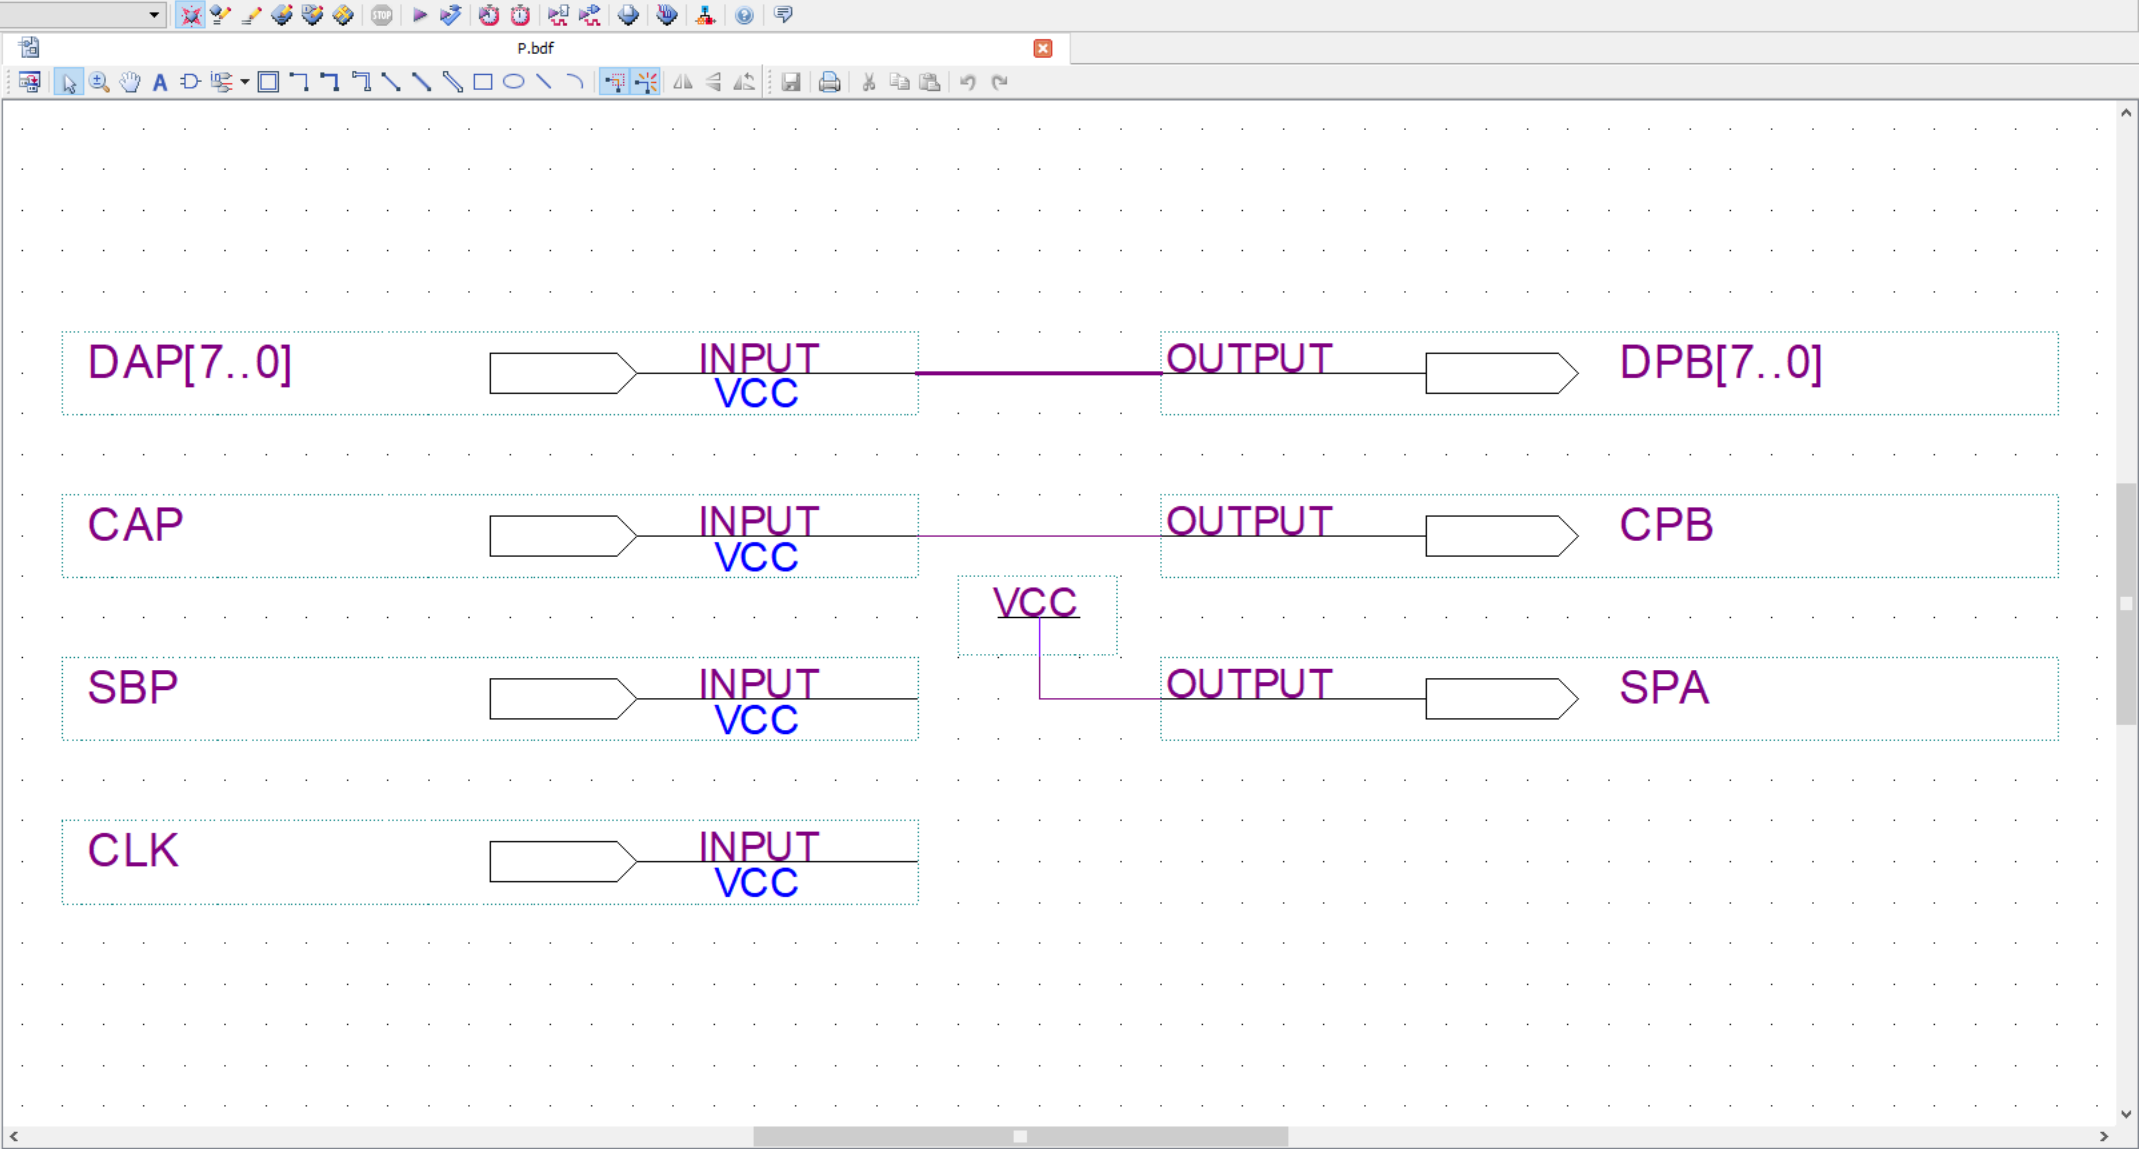 STOP
P.bdf
A
DAP[7..0] INPUT VCC OUTPUT DPB[7..0]
CAP INPUT VCC OUTPUT CPB
VCC
SBP INPUT VCC OUTPUT SPA
CLK INPUT VCC